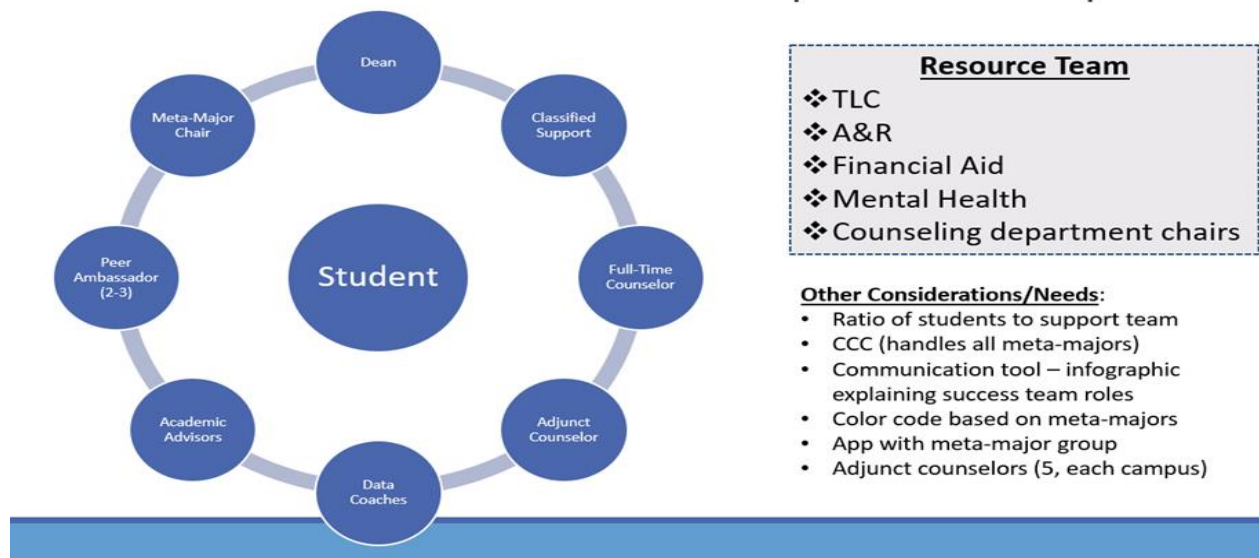 Dean
Classified
Support
Full-Time
Counselor
Adjunct
Counselor
Data
Coaches
Academic
Advisors
Peer
Ambassador
(2-3)
Meta-Major
Chair
Student
Resource Team
❖TLC
❖A&R
❖Financial Aid
❖Mental Health
❖Counseling department chairs
Other Considerations/Needs:
• Ratio of students to support team
• CCC (handles all meta-majors)
• Communication tool – infographic
explaining success team roles
• Color code based on meta-majors
• App with meta-major group
• Adjunct counselors (5, each campus)